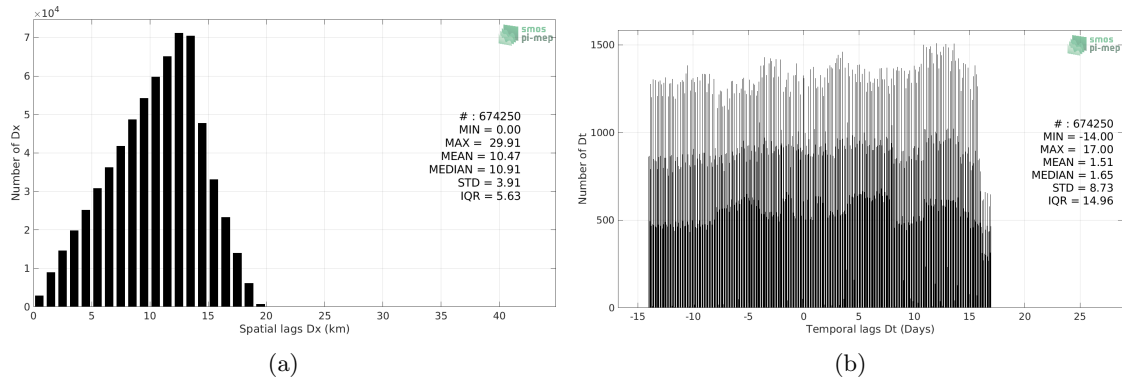 ×10⁴
7
6
5
4
3
2
1
0
Number of Dx
0 5 10 15 20 25 30 35 40
Spatial lags Dx (km)
smos
pi-mep
# : 674250
MIN = 0.00
MAX = 29.91
MEAN = 10.47
MEDIAN = 10.91
STD = 3.91
IQR = 5.63
(a)
1500
1000
500
0
Number of Dt
-15 -10 -5 0 5 10 15 20 25
Temporal lags Dt (Days)
smos
pi-mep
# : 674250
MIN = -14.00
MAX = 17.00
MEAN = 1.51
MEDIAN = 1.65
STD = 8.73
IQR = 14.96
(b)